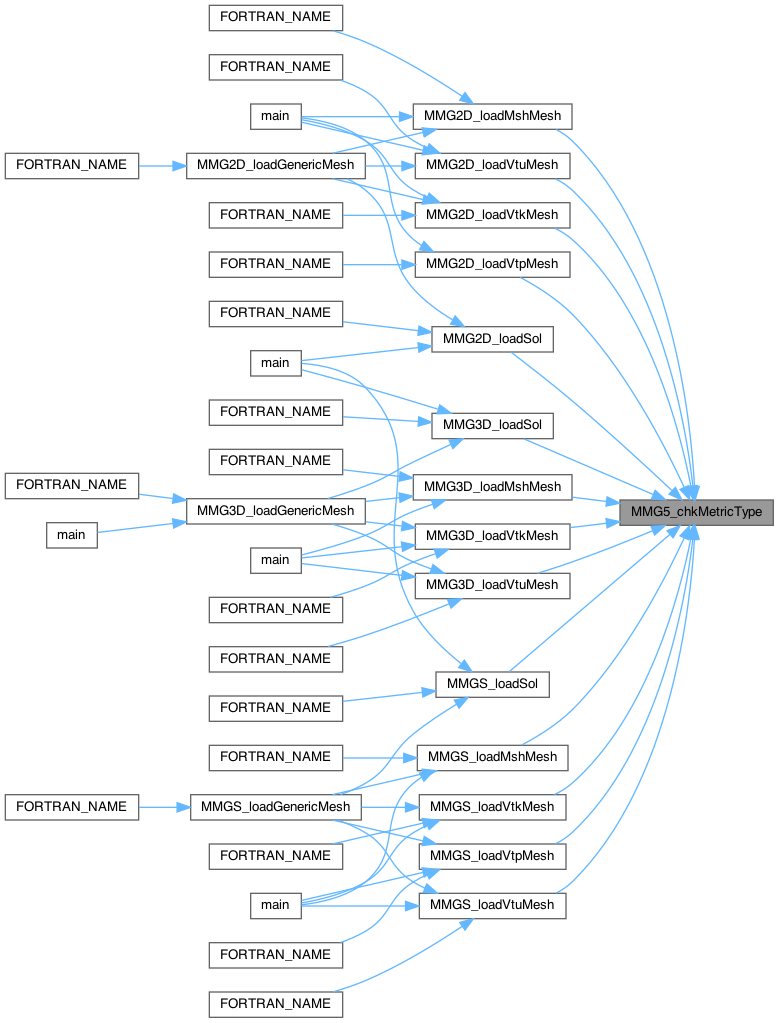 FORTRAN_NAME
FORTRAN_NAME
main
MMG2D_loadMshMesh
FORTRAN_NAME
MMG2D_loadGenericMesh
MMG2D_loadVtuMesh
FORTRAN_NAME
MMG2D_loadVtkMesh
FORTRAN_NAME
MMG2D_loadVtpMesh
FORTRAN_NAME
MMG2D_loadSol
main
FORTRAN_NAME
MMG3D_loadSol
FORTRAN_NAME
FORTRAN_NAME
MMG3D_loadMshMesh
MMG3D_loadGenericMesh
MMG5_chkMetricType
main
MMG3D_loadVtkMesh
main
MMG3D_loadVtuMesh
FORTRAN_NAME
FORTRAN_NAME
MMGS_loadSol
FORTRAN_NAME
FORTRAN_NAME
MMGS_loadMshMesh
FORTRAN_NAME
MMGS_loadGenericMesh
MMGS_loadVtkMesh
FORTRAN_NAME
MMGS_loadVtpMesh
main
MMGS_loadVtuMesh
FORTRAN_NAME
FORTRAN_NAME